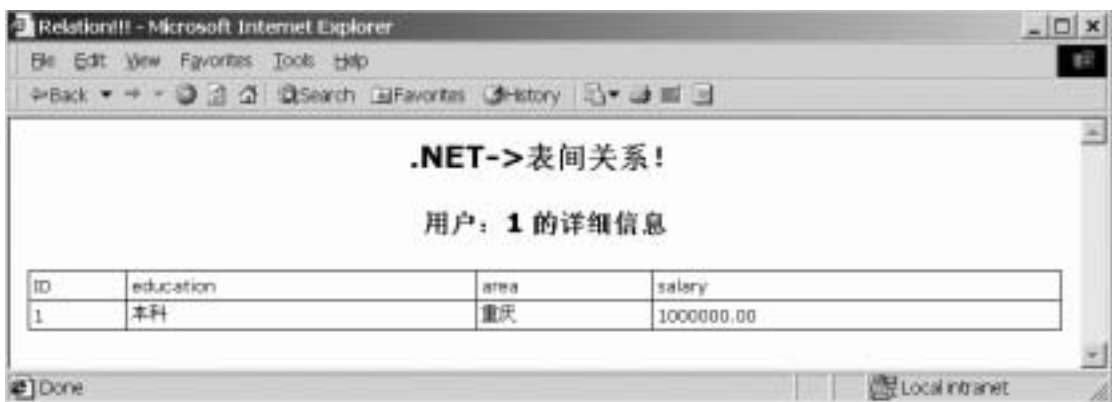 Relation!!! - Microsoft Internet Explorer
File Edit View Favorites Tools Help
Back Search Favorites History
.NET->表间关系!
用户：1 的详细信息
ID education area salary
1 本科 重庆 1000000.00
Done Local intranet